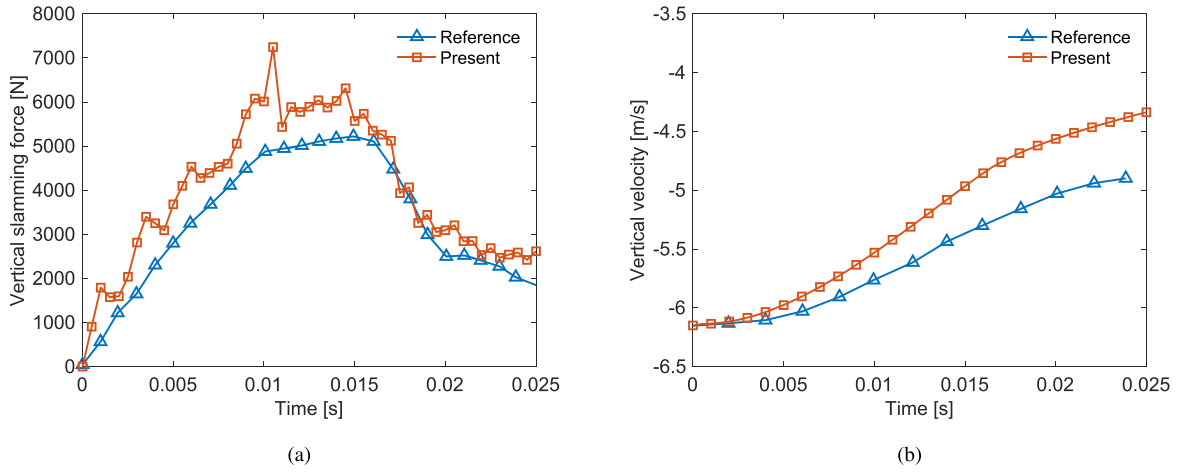 8000
7000
6000
5000
4000
3000
2000
1000
0
Vertical slamming force [N]
0 0.005 0.01 0.015 0.02 0.025
Time [s]
Reference
Present
(a)
-3.5
-4
-4.5
-5
-5.5
-6
-6.5
Vertical velocity [m/s]
0 0.005 0.01 0.015 0.02 0.025
Time [s]
Reference
Present
(b)